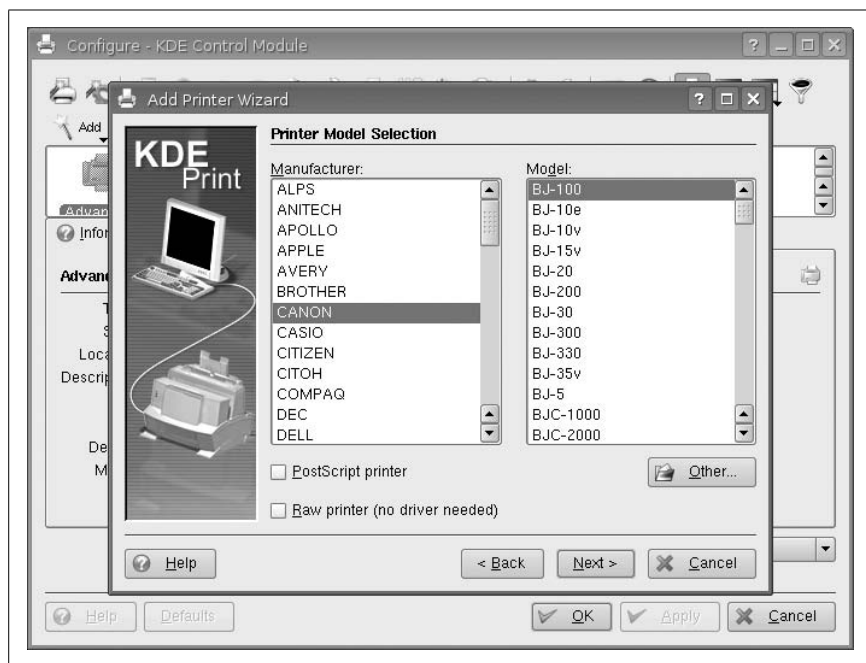 Configure - KDE Control Module
Add Printer Wizard
Add
KDE
Print
Printer Model Selection
Manufacturer:
ALPS
ANITECH
APOLLO
APPLE
AVERY
BROTHER
CANON
CASIO
CITIZEN
CITOH
COMPAQ
DEC
DELL
Model:
BJ-100
BJ-10e
BJ-10v
BJ-15v
BJ-20
BJ-200
BJ-30
BJ-300
BJ-330
BJ-35v
BJ-5
BJC-1000
BJC-2000
PostScript printer
Other...
Raw printer (no driver needed)
Help
< Back
Next >
Cancel
Help
Defaults
OK
Apply
Cancel